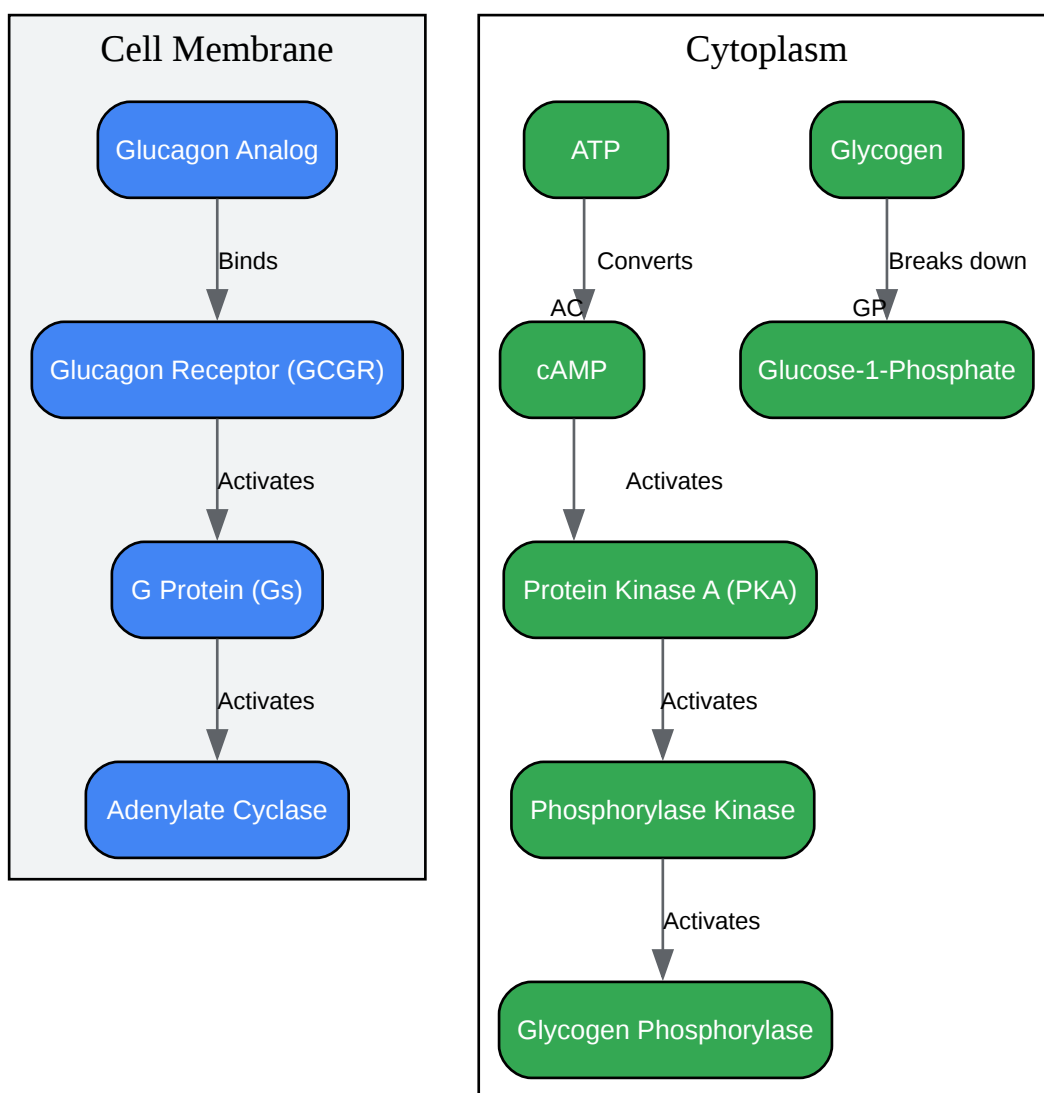 Cell Membrane
Glucagon Analog
Binds
Glucagon Receptor (GCGR)
Activates
G Protein (Gs)
Activates
Adenylate Cyclase
Cytoplasm
ATP
Converts
AC
cAMP
Activates
Protein Kinase A (PKA)
Activates
Phosphorylase Kinase
Activates
Glycogen Phosphorylase
Glycogen
Breaks down
GP
Glucose-1-Phosphate